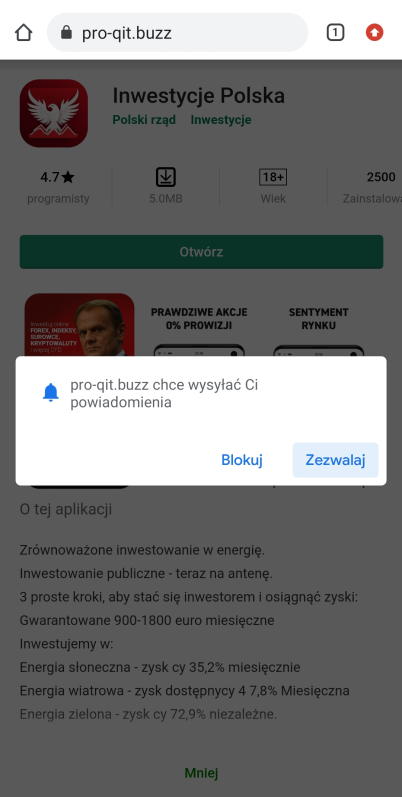 pro-qit.buzz
1
Inwestycje Polska
Polski rząd Inwestycje
4.7★ 18+ 2500
programisty 5.0MB Wiek Zainstalowa
Otwórz
Inwestuj online
FOREX, INDEKSY,
SUROWCE,
KRYPTOWALUTY
i więcej CFD
PRAWDZIWE AKCJE
0% PROWIZJI
SENTYMENT
RYNKU
pro-qit.buzz chce wysyłać Ci
powiadomienia
Blokuj Zezwalaj
O tej aplikacji
Zrównoważone inwestowanie w energię.
Inwestowanie publiczne - teraz na antenę.
3 proste kroki, aby stać się inwestorem i osiągnąć zyski:
Gwarantowane 900-1800 euro miesięcznie
Inwestujemy w:
Energia słoneczna - zysk cy 35,2% miesięcznie
Energia wiatrowa - zysk dostępnycy 4 7,8% Miesięczna
Energia zielona - zysk cy 72,9% niezależne.
Mniej